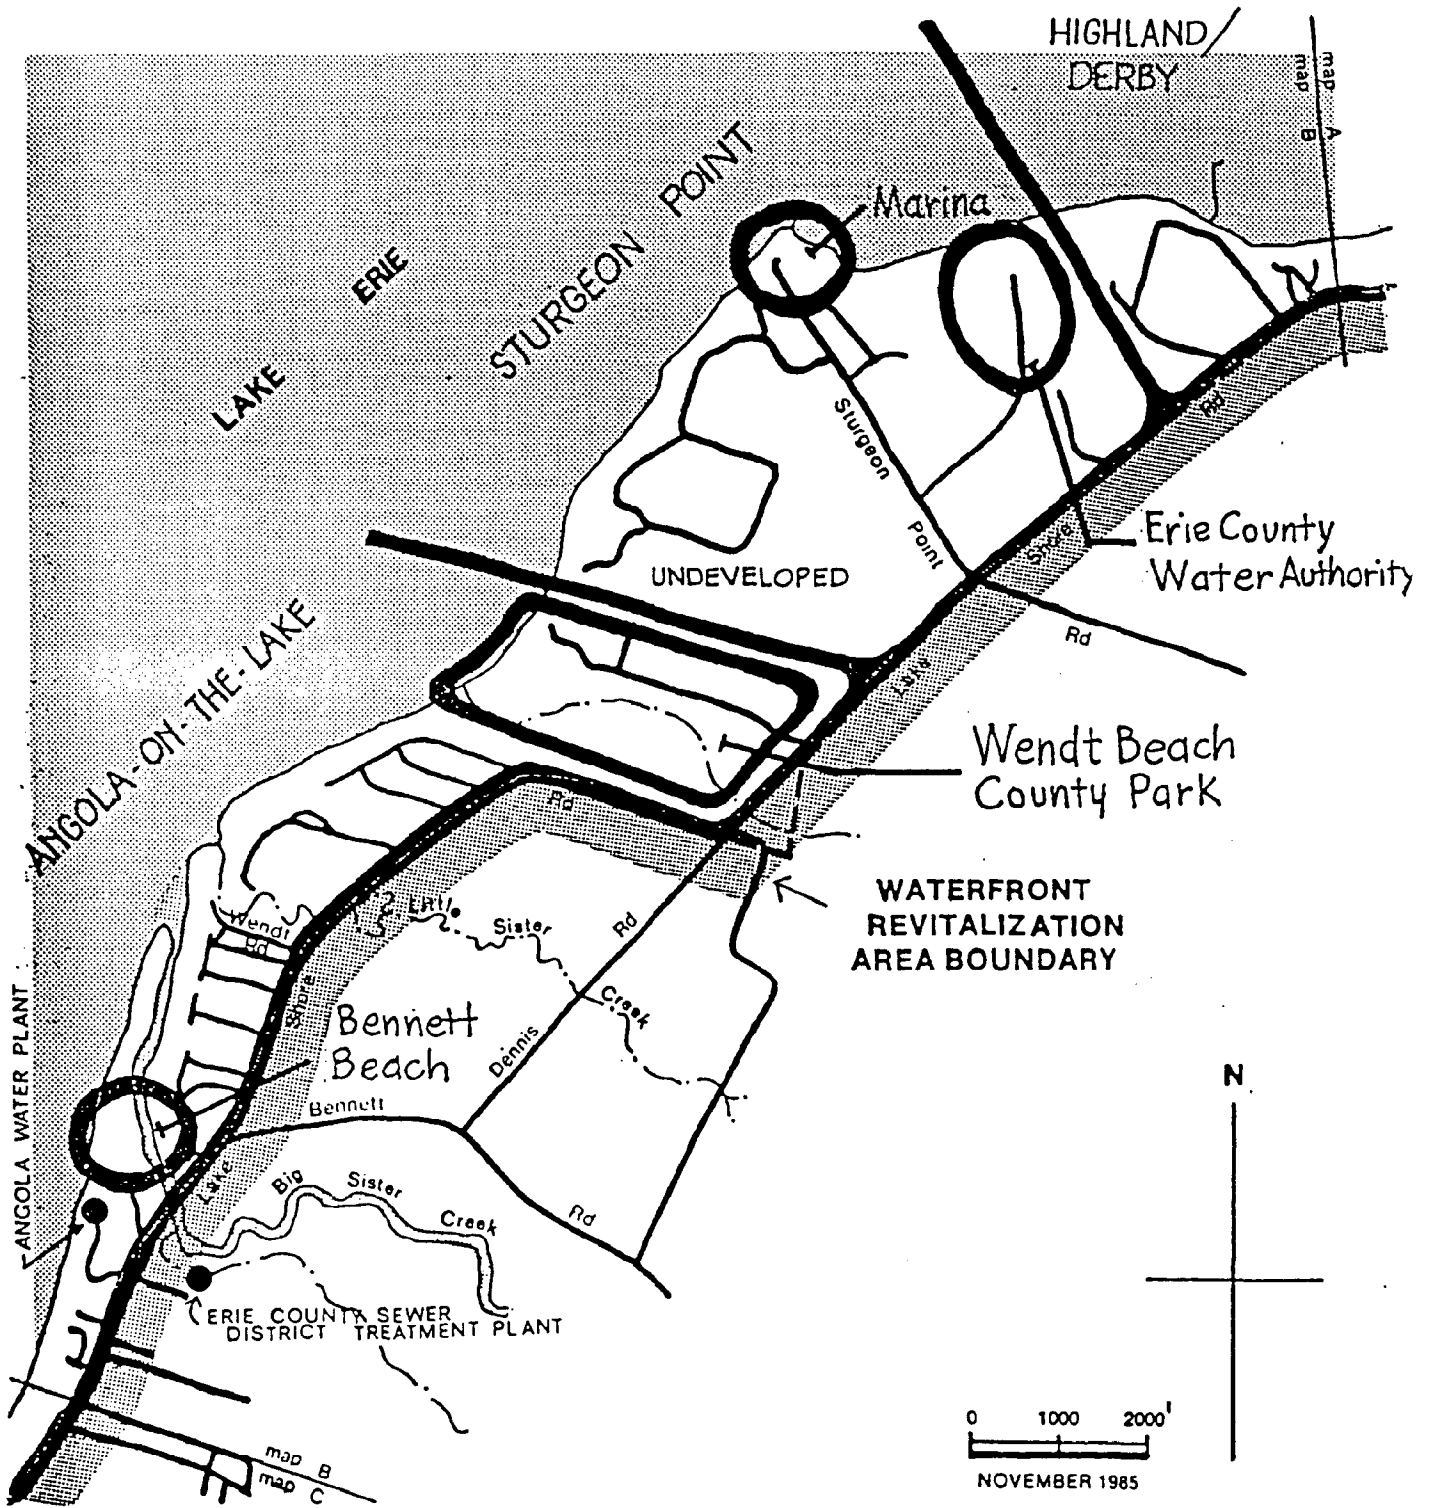 HIGHLAND/
DERBY
map A
map B
STURGEON POINT
Marina
LAKE ERIE
Sturgeon
Point
Rd
Shore
Rd
Lake
Erie County
Water Authority
UNDEVELOPED
ANGOLA-ON-THE-LAKE
Wendt Beach
County Park
Rd
WATERFRONT
REVITALIZATION
AREA BOUNDARY
Wendt
Rd
Little
Sister
Creek
Rd
Dennis
Shore
Bennett
Beach
Bennett
Rd
Lake
Big
Sister
Creek
ANGOLA WATER PLANT
ERIE COUNTY SEWER
DISTRICT TREATMENT PLANT
N
0 1000 2000'
NOVEMBER 1985
map B
map C